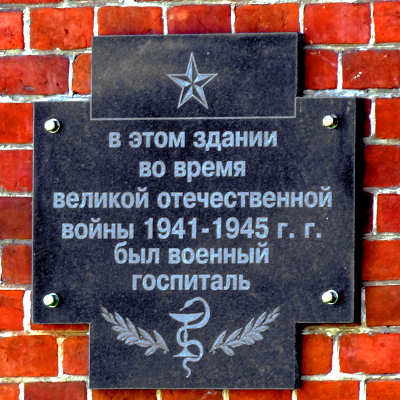 в этом здании
во время
великой отечественной
войны 1941-1945 г. г.
был военный
госпиталь